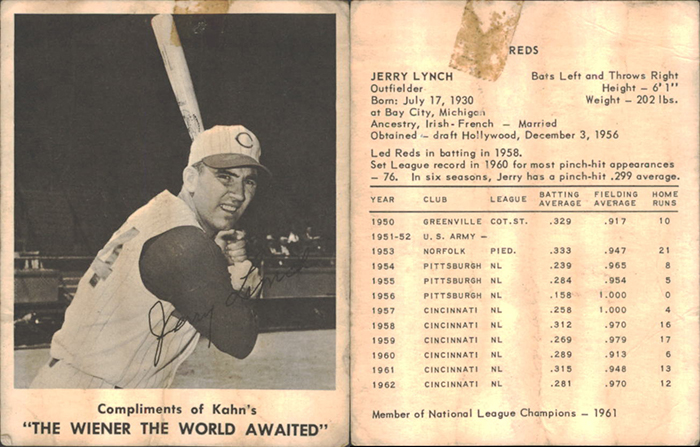 C
Jerry Lynch
Compliments of Kahn's
"THE WIENER THE WORLD AWAITED"
REDS
JERRY LYNCH Bats Left and Throws Right
Outfielder Height – 6'1"
Born: July 17, 1930 Weight – 202 lbs.
at Bay City, Michigan
Ancestry, Irish-French – Married
Obtained – draft Hollywood, December 3, 1956
Led Reds in batting in 1958.
Set League record in 1960 for most pinch-hit appearances
– 76. In six seasons, Jerry has a pinch-hit .299 average.
YEAR CLUB LEAGUE BATTING AVERAGE FIELDING AVERAGE HOME RUNS
1950 GREENVILLE COT.ST. .329 .917 10
1951-52 U.S. ARMY –
1953 NORFOLK PIED. .333 .947 21
1954 PITTSBURGH NL .239 .965 8
1955 PITTSBURGH NL .284 .954 5
1956 PITTSBURGH NL .158 1.000 0
1957 CINCINNATI NL .258 1.000 4
1958 CINCINNATI NL .312 .970 16
1959 CINCINNATI NL .269 .979 17
1960 CINCINNATI NL .289 .913 6
1961 CINCINNATI NL .315 .948 13
1962 CINCINNATI NL .281 .970 12
Member of National League Champions – 1961